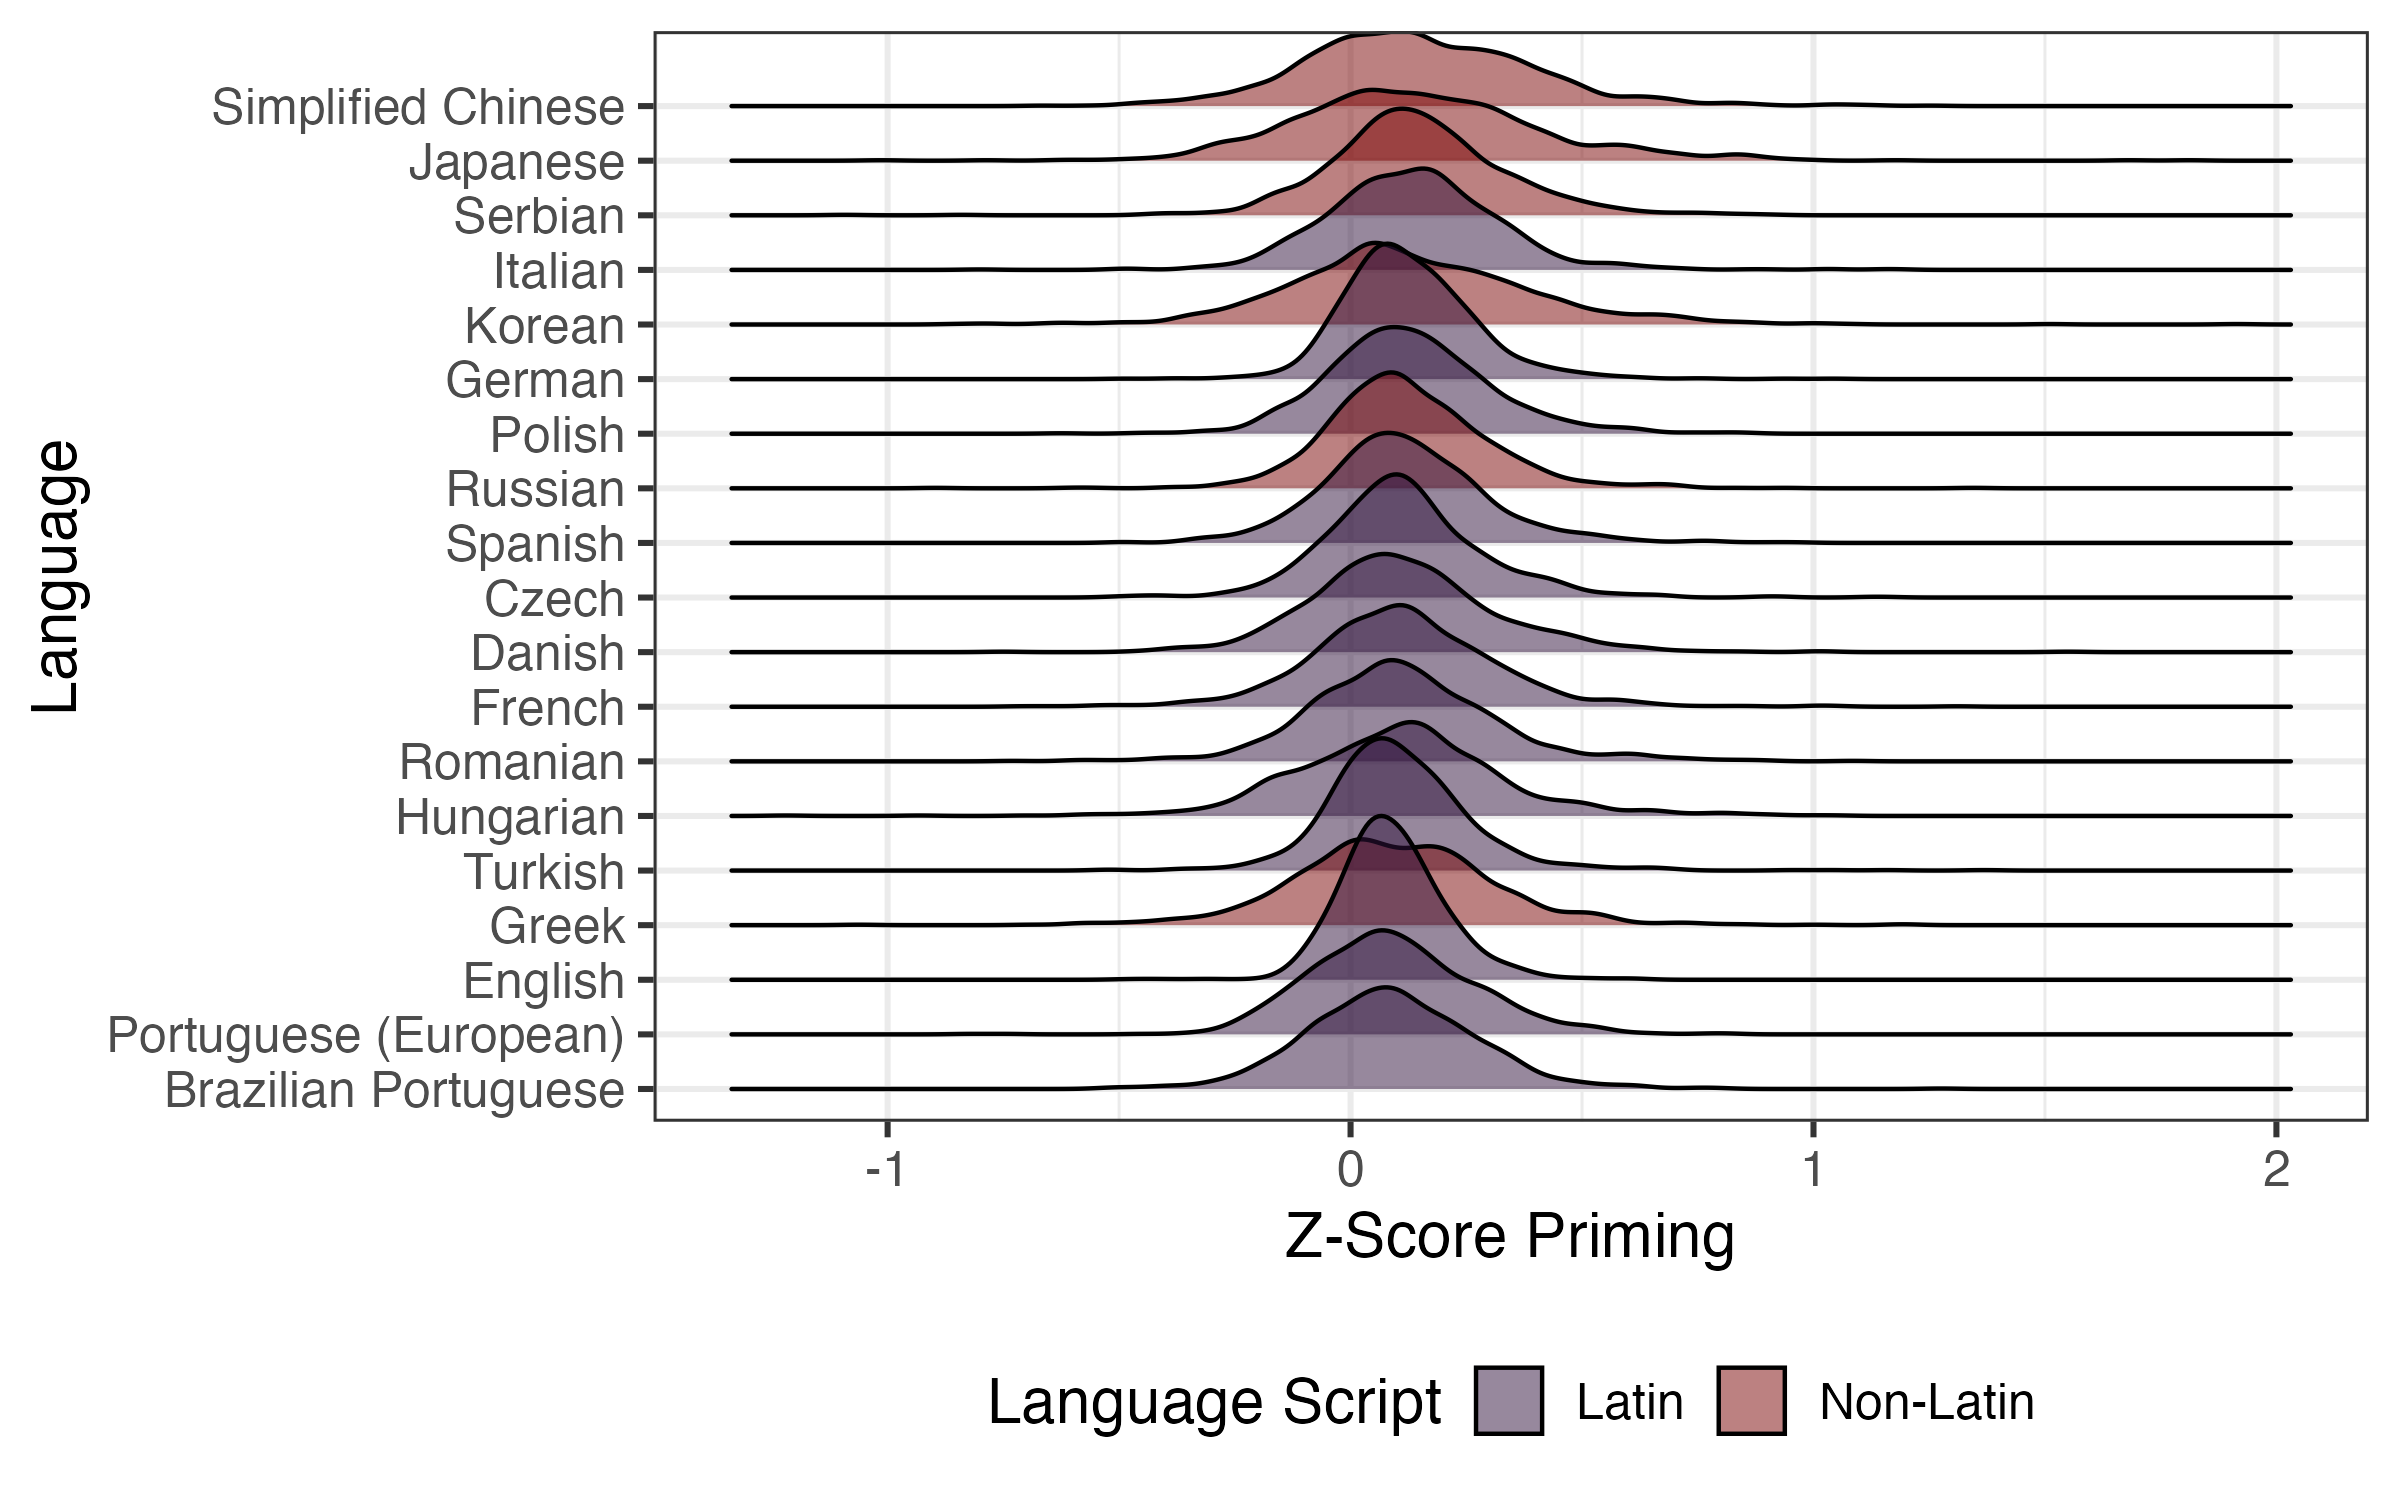 Language
Simplified Chinese
Japanese
Serbian
Italian
Korean
German
Polish
Russian
Spanish
Czech
Danish
French
Romanian
Hungarian
Turkish
Greek
English
Portuguese (European)
Brazilian Portuguese
-1 0 1 2
Z-Score Priming
Language Script Latin Non-Latin